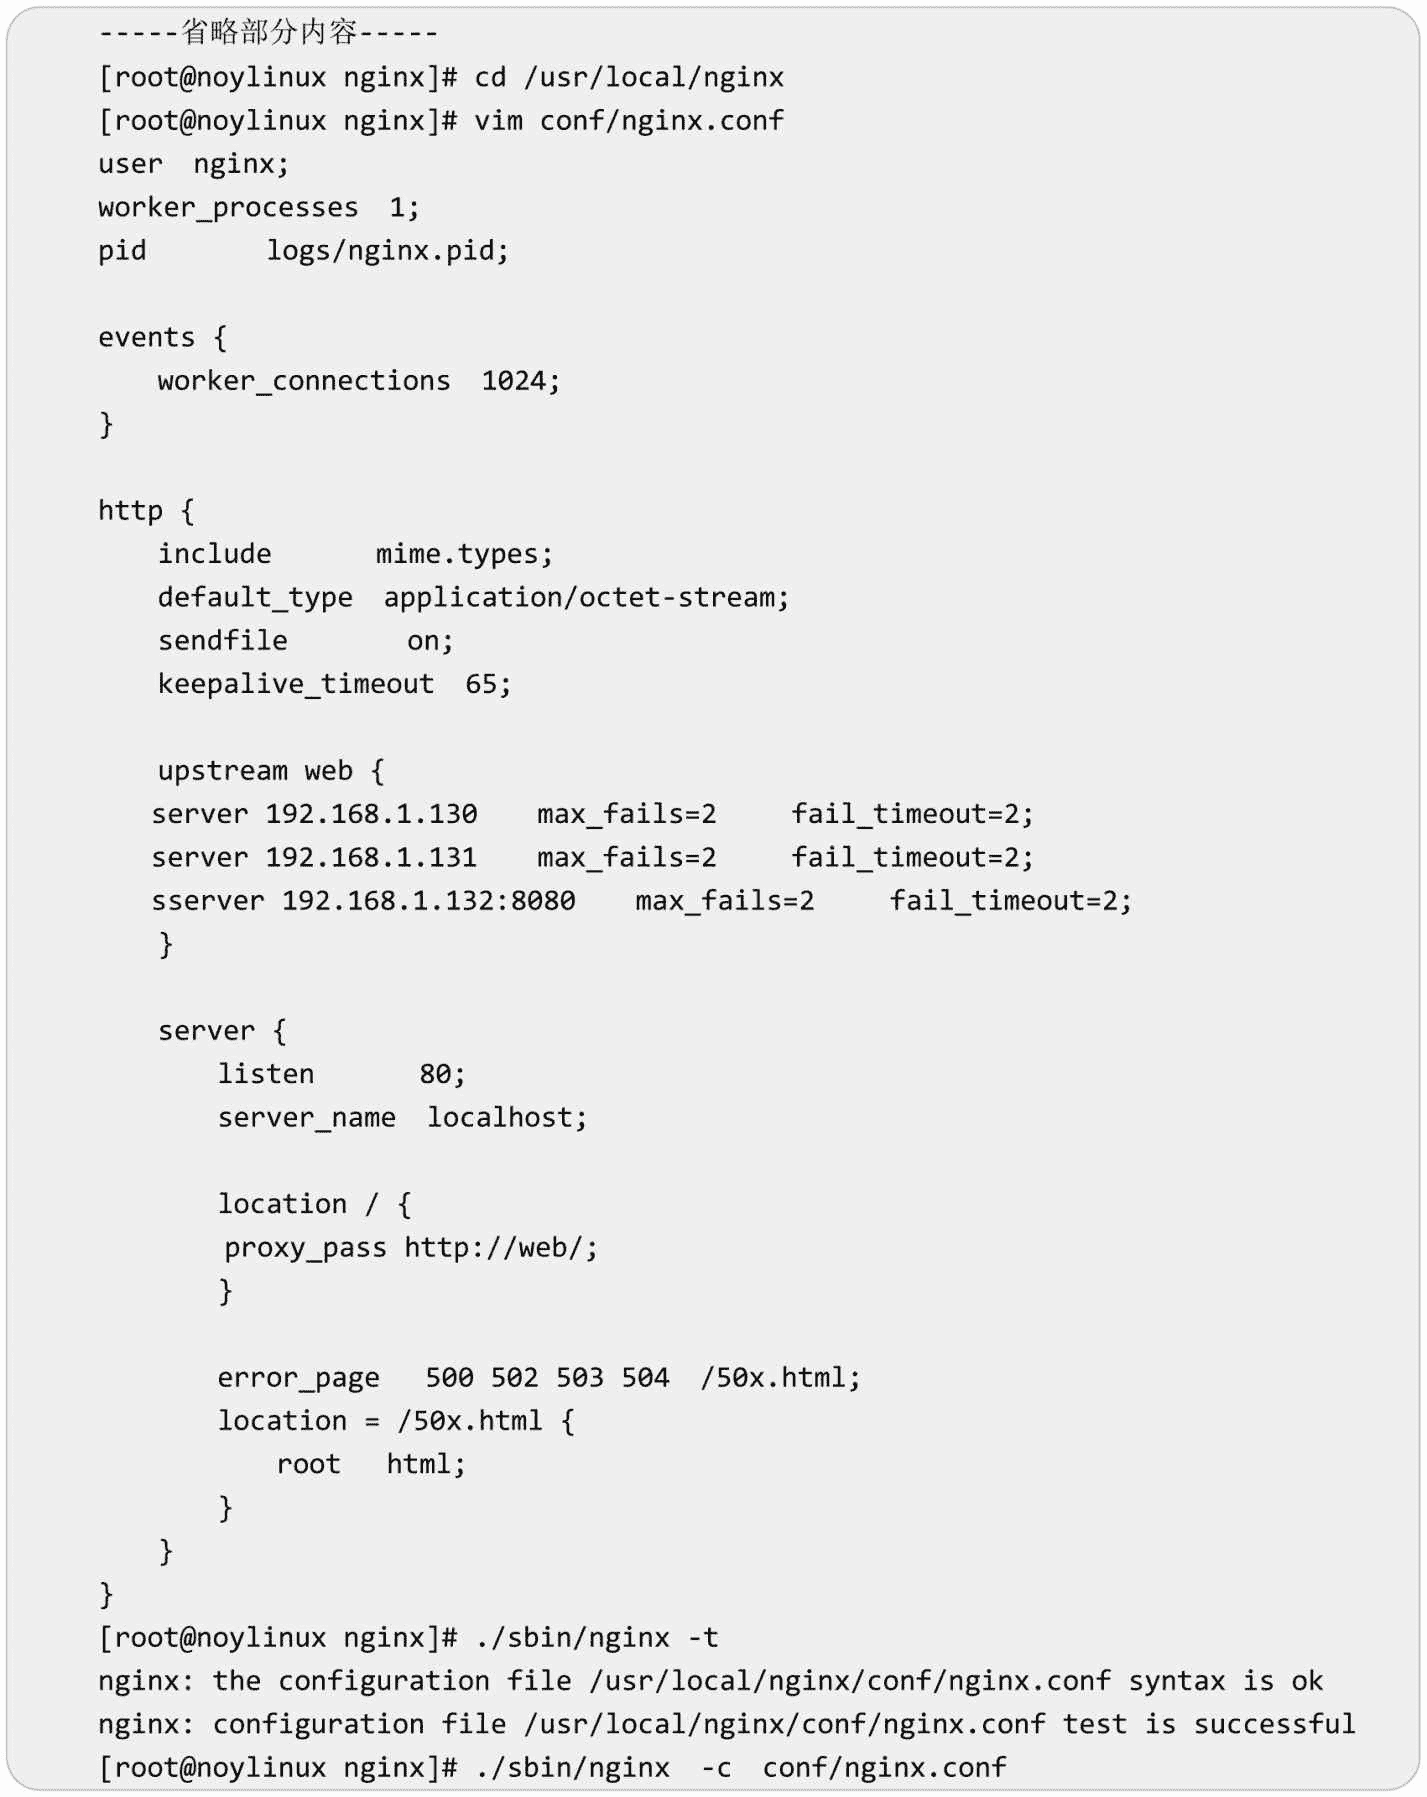 -----省略部分内容-----
[root@noylinux nginx]# cd /usr/local/nginx
[root@noylinux nginx]# vim conf/nginx.conf
user  nginx;
worker_processes  1;
pid        logs/nginx.pid;
events {
    worker_connections  1024;
}
http {
    include       mime.types;
    default_type  application/octet-stream;
    sendfile        on;
    keepalive_timeout  65;
    upstream web {
    server 192.168.1.130    max_fails=2     fail_timeout=2;
    server 192.168.1.131    max_fails=2     fail_timeout=2;
    sserver 192.168.1.132:8080    max_fails=2     fail_timeout=2;
    }
    server {
        listen       80;
        server_name  localhost;
        location / {
        proxy_pass http://web/;
        }
        error_page   500 502 503 504  /50x.html;
        location = /50x.html {
            root   html;
        }
    }
}
[root@noylinux nginx]# ./sbin/nginx -t
nginx: the configuration file /usr/local/nginx/conf/nginx.conf syntax is ok
nginx: configuration file /usr/local/nginx/conf/nginx.conf test is successful
[root@noylinux nginx]# ./sbin/nginx  -c  conf/nginx.conf